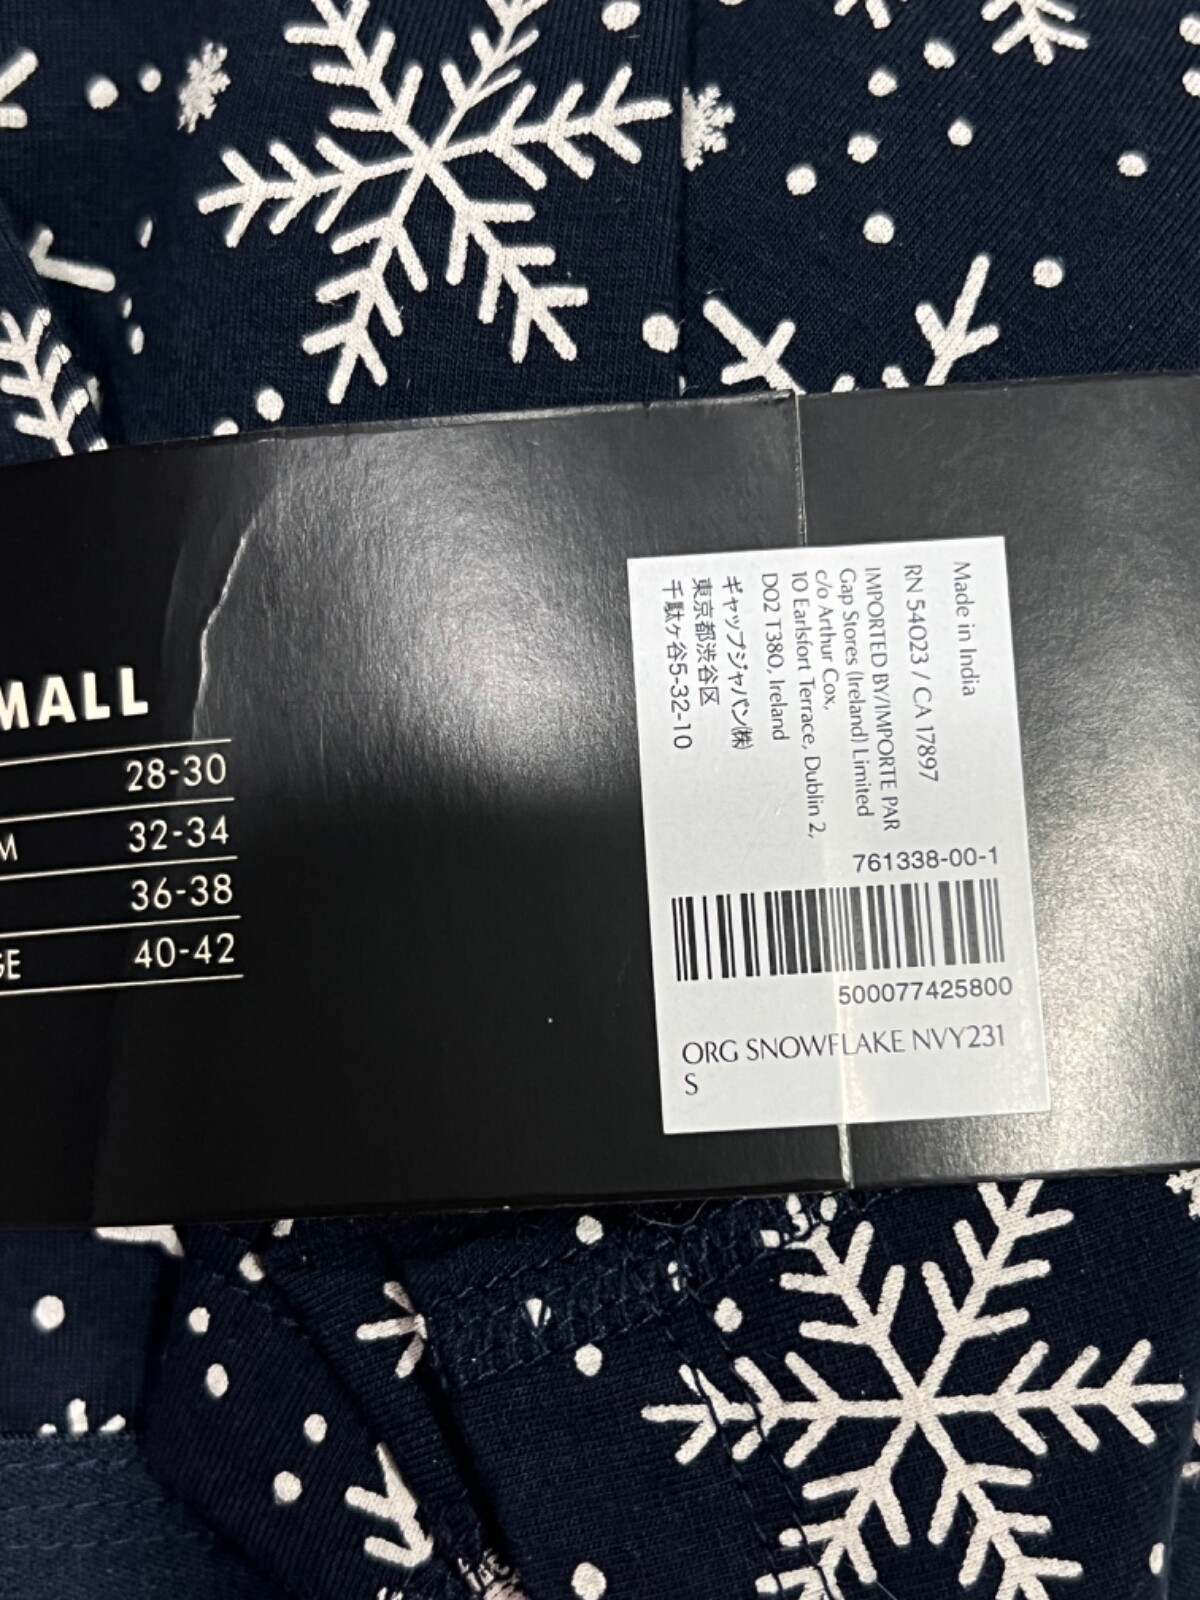 MALL
28-30
M 32-34
36-38
GE 40-42
Made in India
RN 54023 / CA 17897
IMPORTED BY/IMPORTE PAR
Gap Stores (Ireland) Limited
c/o Arthur Cox,
10 Earlsfort Terrace, Dublin 2,
D02 T380, Ireland
ギャップジャパン㈱
東京都渋谷区
千駄ヶ谷5-32-10
761338-00-1
500077425800
ORG SNOWFLAKE NVY231
S